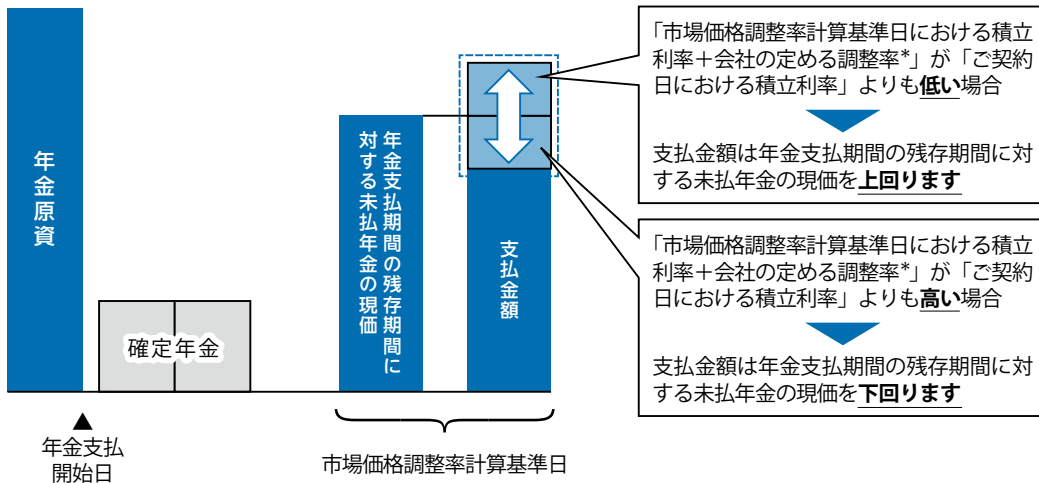 年金原資
確定年金
▲
年金支払
開始日
年金支払期間の残存期間に
対する未払年金の現価
支払金額
市場価格調整率計算基準日
「市場価格調整率計算基準日における積立
利率＋会社の定める調整率*」が「ご契約
日における積立利率」よりも低い場合
支払金額は年金支払期間の残存期間に対
する未払年金の現価を上回ります
「市場価格調整率計算基準日における積立
利率＋会社の定める調整率*」が「ご契約
日における積立利率」よりも高い場合
支払金額は年金支払期間の残存期間に対
する未払年金の現価を下回ります